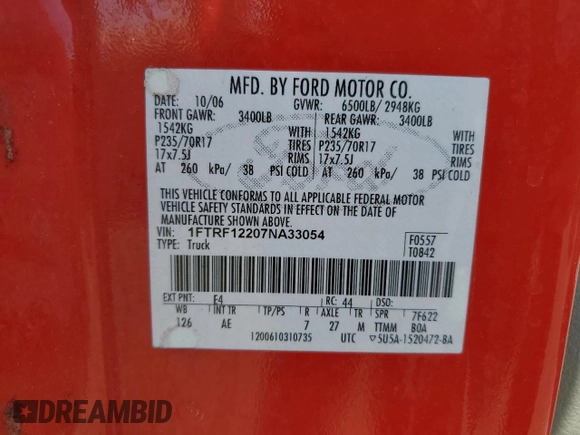 MFD. BY FORD MOTOR CO.
DATE: 10/06 GVWR: 6500LB/ 2948KG
FRONT GAWR: 3400LB REAR GAWR: 3400LB
1542KG WITH 1542KG WITH
P235/70R17 TIRES P235/70R17 TIRES
17x7.5J RIMS 17x7.5J RIMS
AT 260 kPa/ 38 PSI COLD AT 260 kPa/ 38 PSI COLD
THIS VEHICLE CONFORMS TO ALL APPLICABLE FEDERAL MOTOR
VEHICLE SAFETY STANDARDS IN EFFECT ON THE DATE OF
MANUFACTURE SHOWN ABOVE.
VIN: 1FTRF12207NA33054 F0557
TYPE: Truck T0842
EXT PNT: E4 RC: 44 DSO:
WB INT TR TP/PS R AXLE TR SPR 7F622
126 AE 7 27 M TTMM BOA
1200610310735 UTC ▽5U5A-1520472-BA
Ford
DREAMBID